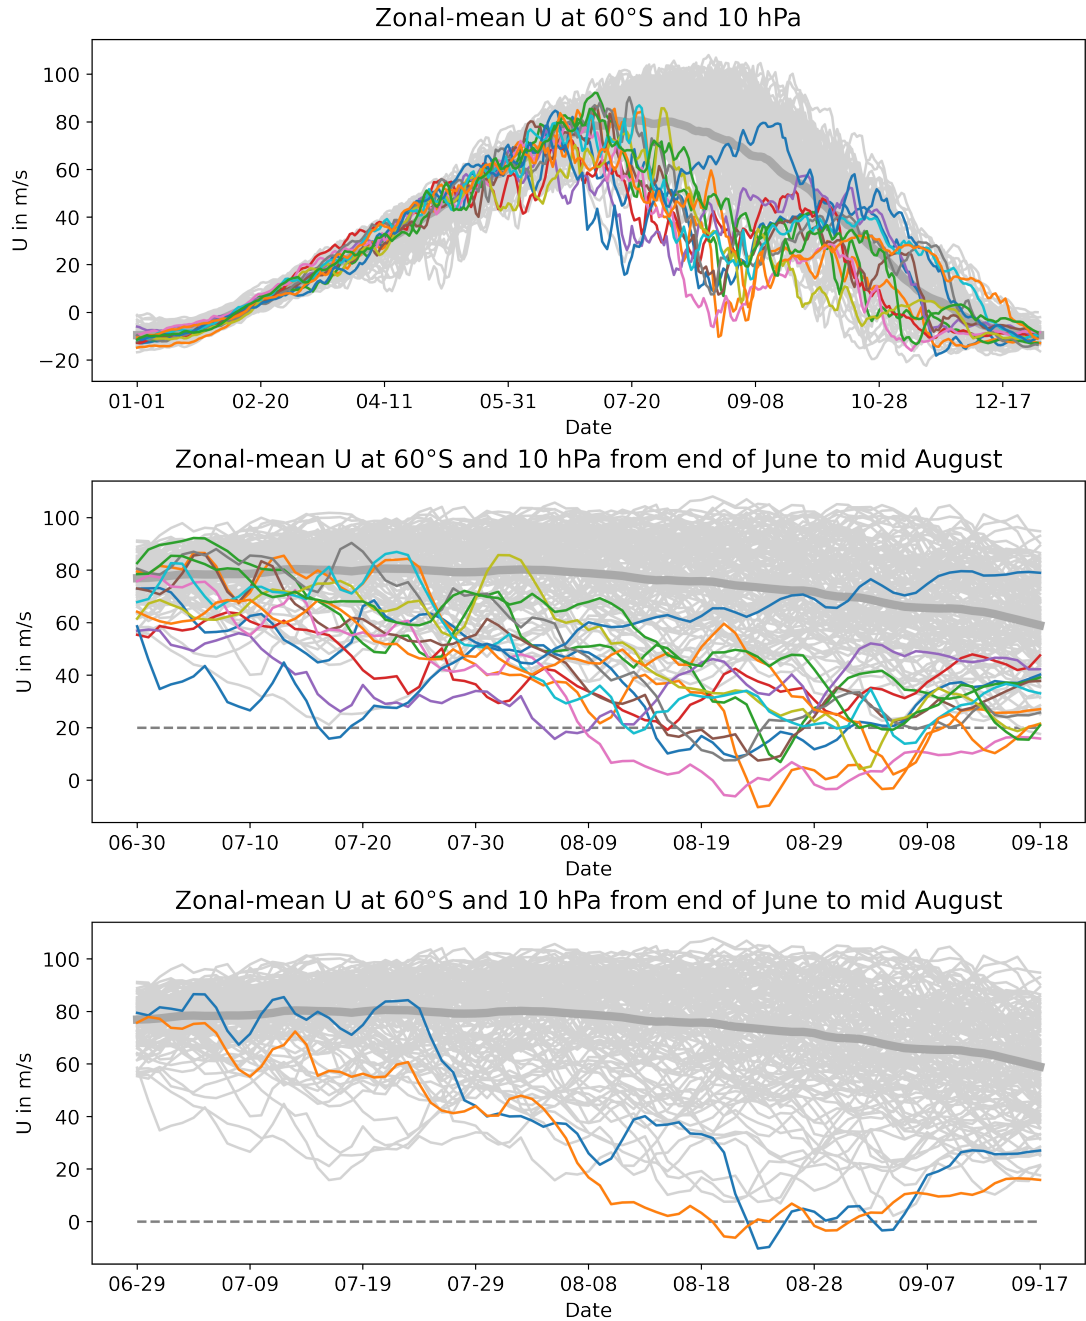 Zonal-mean U at 60°S and 10 hPa
U in m/s
100
80
60
40
20
0
−20
01-01 02-20 04-11 05-31 07-20 09-08 10-28 12-17
Date
Zonal-mean U at 60°S and 10 hPa from end of June to mid August
U in m/s
100
80
60
40
20
0
06-30 07-10 07-20 07-30 08-09 08-19 08-29 09-08 09-18
Date
Zonal-mean U at 60°S and 10 hPa from end of June to mid August
U in m/s
100
80
60
40
20
0
06-29 07-09 07-19 07-29 08-08 08-18 08-28 09-07 09-17
Date